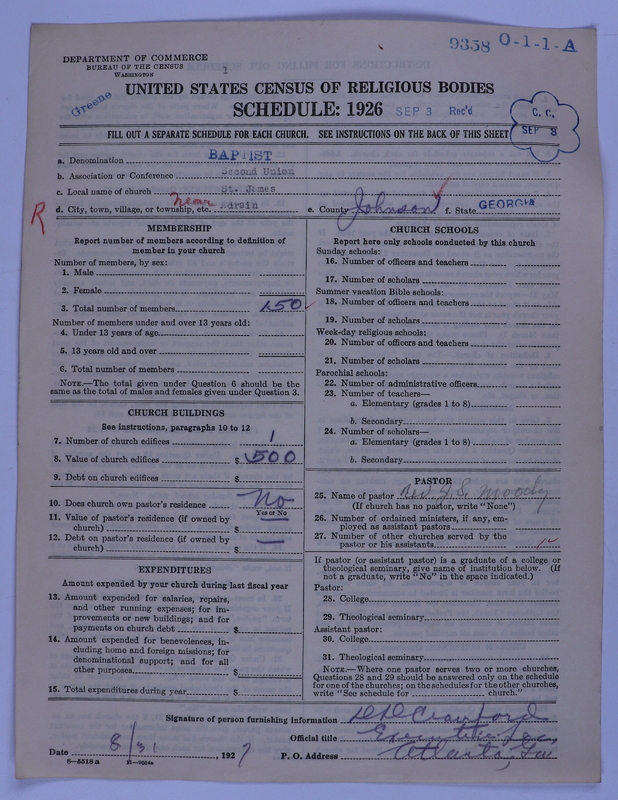 9358 0-1-1-A
DEPARTMENT OF COMMERCE
BUREAU OF THE CENSUS
WASHINGTON
1
Greene
UNITED STATES CENSUS OF RELIGIOUS BODIES
SCHEDULE: 1926 SEP 3 Rec'd
C. C.
SEP 3
FILL OUT A SEPARATE SCHEDULE FOR EACH CHURCH. SEE INSTRUCTIONS ON THE BACK OF THIS SHEET
a. Denomination BAPTIST
b. Association or Conference Second Union
c. Local name of church St. James
R
d. City, town, village, or township, etc. near Adrain e. County Johnson f. State GEORGIA
MEMBERSHIP
Report number of members according to definition of
member in your church
Number of members, by sex:
1. Male
2. Female
3. Total number of members 150
Number of members under and over 13 years old:
4. Under 13 years of age
5. 13 years old and over
6. Total number of members
NOTE.—The total given under Question 6 should be the
same as the total of males and females given under Question 3.
CHURCH BUILDINGS
See instructions, paragraphs 10 to 12
7. Number of church edifices 1
8. Value of church edifices $ 500
9. Debt on church edifices $
10. Does church own pastor's residence No
Yes or No
11. Value of pastor's residence (if owned by
church) $ —
12. Debt on pastor's residence (if owned by
church) $ —
EXPENDITURES
Amount expended by your church during last fiscal year
13. Amount expended for salaries, repairs,
and other running expenses; for im-
provements or new buildings; and for
payments on church debt $
14. Amount expended for benevolences, in-
cluding home and foreign missions; for
denominational support; and for all
other purposes $
15. Total expenditures during year $
CHURCH SCHOOLS
Report here only schools conducted by this church
Sunday schools:
16. Number of officers and teachers
17. Number of scholars
Summer vacation Bible schools:
18. Number of officers and teachers
19. Number of scholars
Week-day religious schools:
20. Number of officers and teachers
21. Number of scholars
Parochial schools:
22. Number of administrative officers
23. Number of teachers—
a. Elementary (grades 1 to 8)
b. Secondary
24. Number of scholars—
a. Elementary (grades 1 to 8)
b. Secondary
PASTOR
25. Name of pastor Rev. J. S. Moody
(If church has no pastor, write "None")
26. Number of ordained ministers, if any, em-
ployed as assistant pastors
27. Number of other churches served by the
pastor or his assistants
If pastor (or assistant pastor) is a graduate of a college or
theological seminary, give name of institution below. (If
not a graduate, write "No" in the space indicated.)
Pastor:
28. College
29. Theological seminary
Assistant pastor:
30. College
31. Theological seminary
NOTE.—Where one pastor serves two or more churches,
Questions 28 and 29 should be answered only on the schedule
for one of the churches; on the schedules for the other churches,
write "See schedule for church."
Signature of person furnishing information D D Crawford
Official title Executive Sec,
Date 8/31 1927 P. O. Address Atlanta, Ga
6—5518a